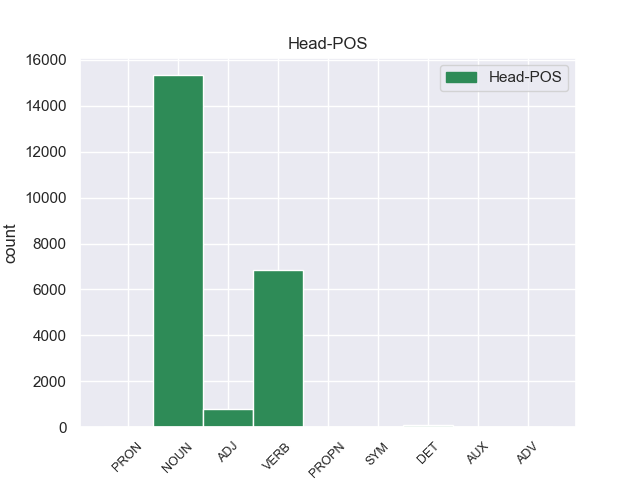 Head-POS
16000
14000
12000
10000
8000
6000
4000
2000
0
count
Head-POS
PRON
NOUN
ADJ
VERB
PROPN
SYM
DET
AUX
ADV